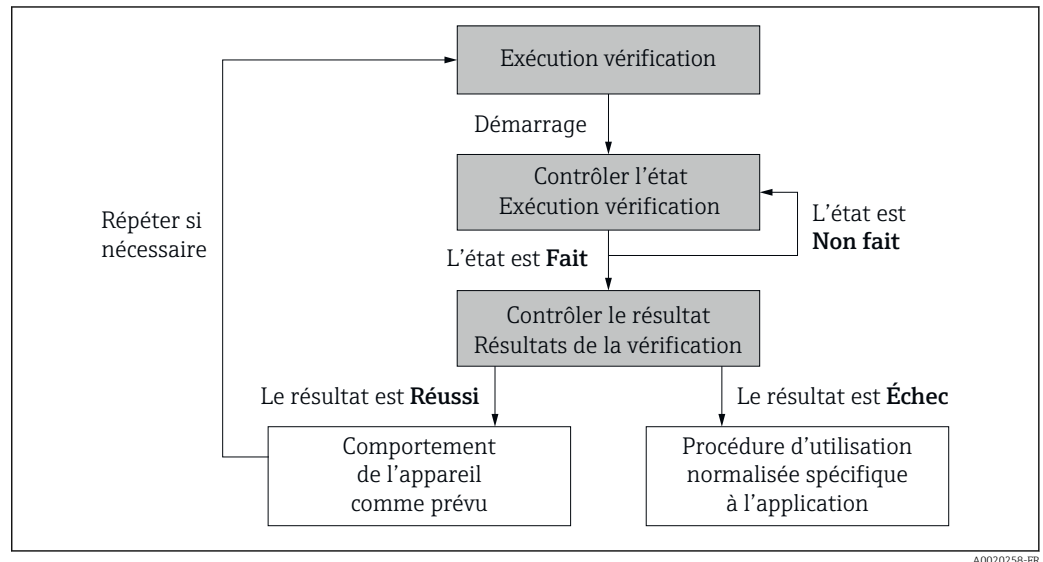 Exécution vérification
Démarrage
Contrôler l'état
Exécution vérification
Répéter si
nécessaire
L'état est
Non fait
L'état est Fait
Contrôler le résultat
Résultats de la vérification
Le résultat est Réussi
Le résultat est Échec
Comportement
de l'appareil
comme prévu
Procédure d'utilisation
normalisée spécifique
à l'application
A0020258-FR